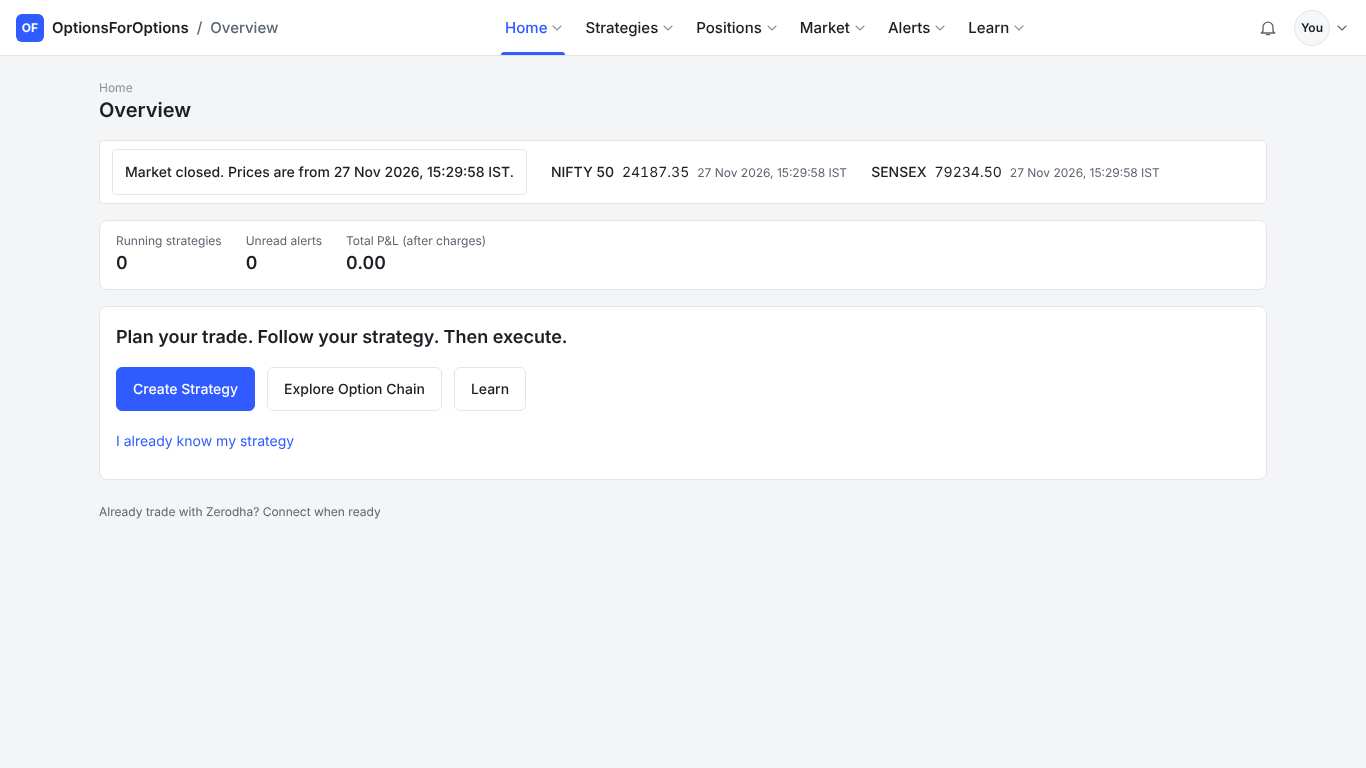 OF OptionsForOptions / Overview Home Strategies Positions Market Alerts Learn You
Home
Overview
Market closed. Prices are from 27 Nov 2026, 15:29:58 IST. NIFTY 50 24187.35 27 Nov 2026, 15:29:58 IST SENSEX 79234.50 27 Nov 2026, 15:29:58 IST
Running strategies Unread alerts Total P&L (after charges)
0 0 0.00
Plan your trade. Follow your strategy. Then execute.
Create Strategy Explore Option Chain Learn
I already know my strategy
Already trade with Zerodha? Connect when ready